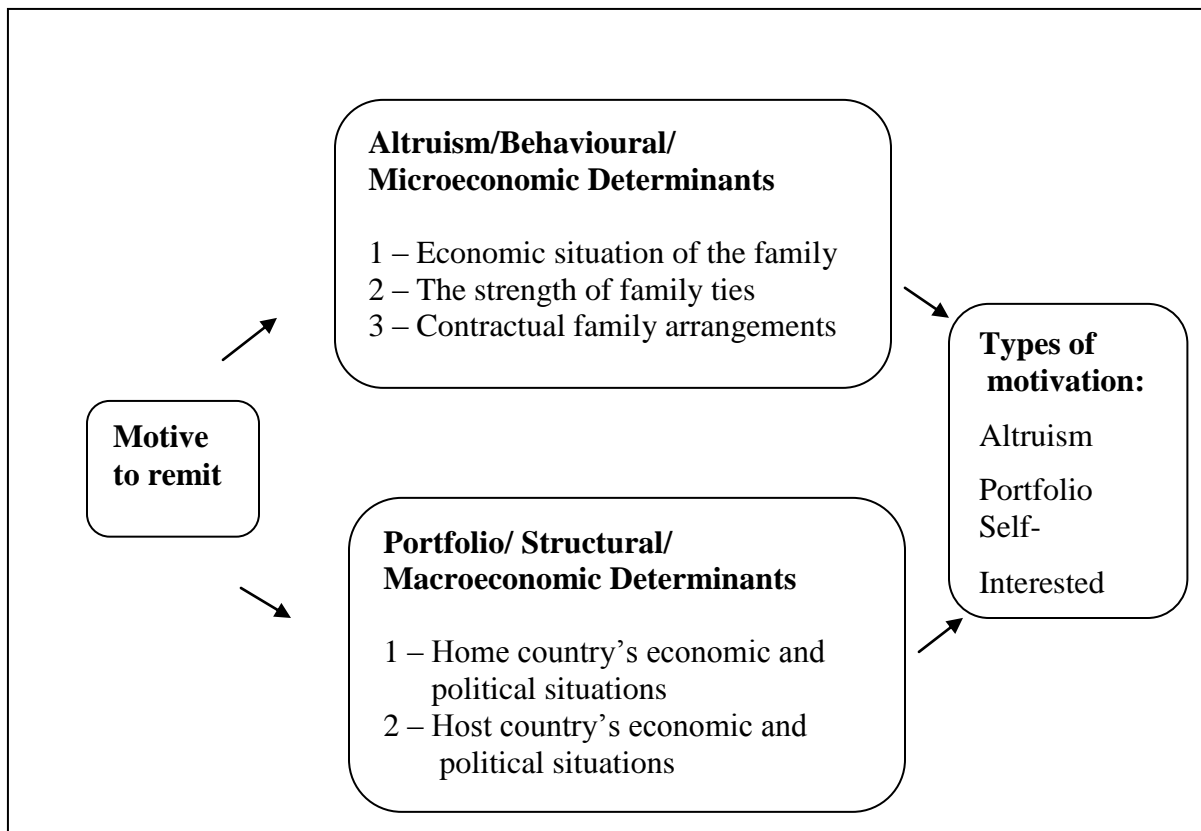 Altruism/Behavioural/
Microeconomic Determinants
1 – Economic situation of the family
2 – The strength of family ties
3 – Contractual family arrangements
Motive
to remit
Portfolio/ Structural/
Macroeconomic Determinants
1 – Home country’s economic and
political situations
2 – Host country’s economic and
political situations
Types of
motivation:
Altruism
Portfolio
Self-
Interested